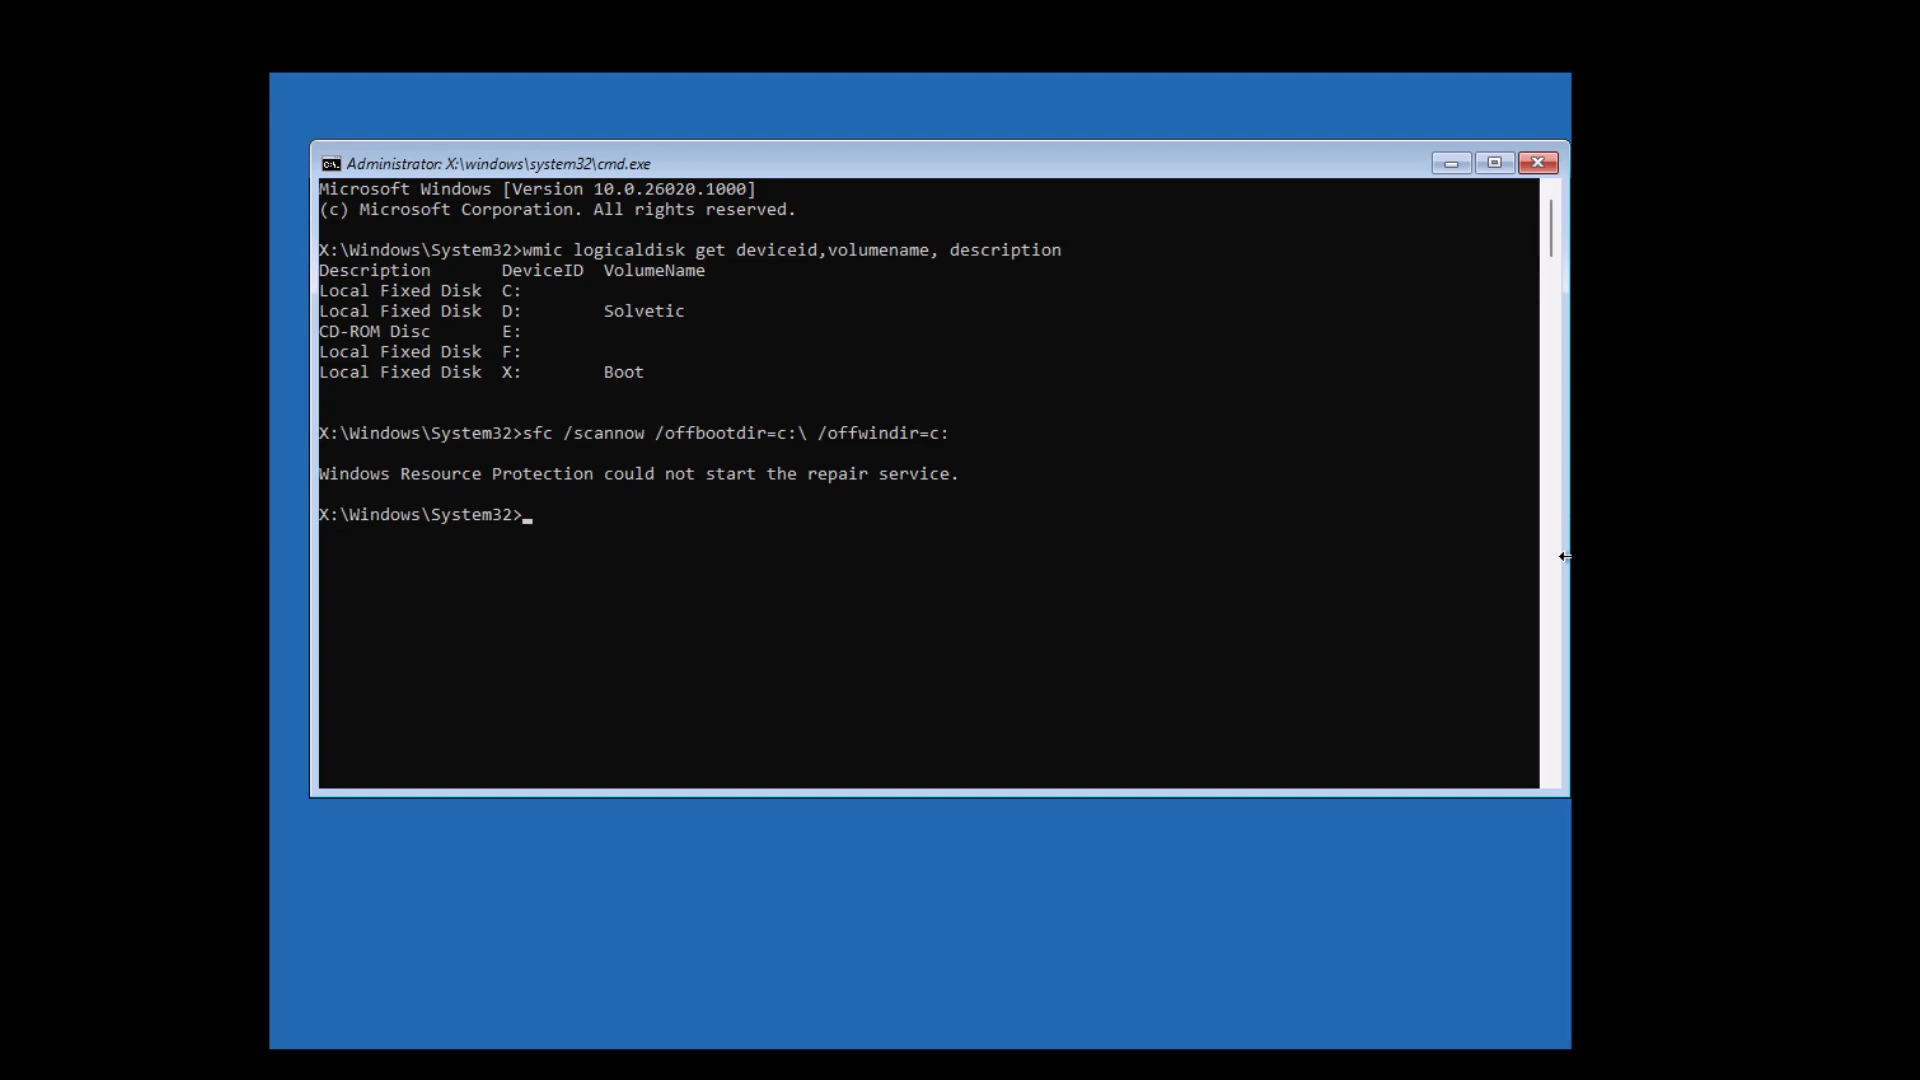 Administrator: X:\windows\system32\cmd.exe
Microsoft Windows [Version 10.0.26020.1000]
(c) Microsoft Corporation. All rights reserved.
X:\Windows\System32>wmic logicaldisk get deviceid,volumename, description
Description       DeviceID  VolumeName
Local Fixed Disk  C:
Local Fixed Disk  D:        Solvetic
CD-ROM Disc       E:
Local Fixed Disk  F:
Local Fixed Disk  X:        Boot
X:\Windows\System32>sfc /scannow /offbootdir=c:\ /offwindir=c:
Windows Resource Protection could not start the repair service.
X:\Windows\System32>